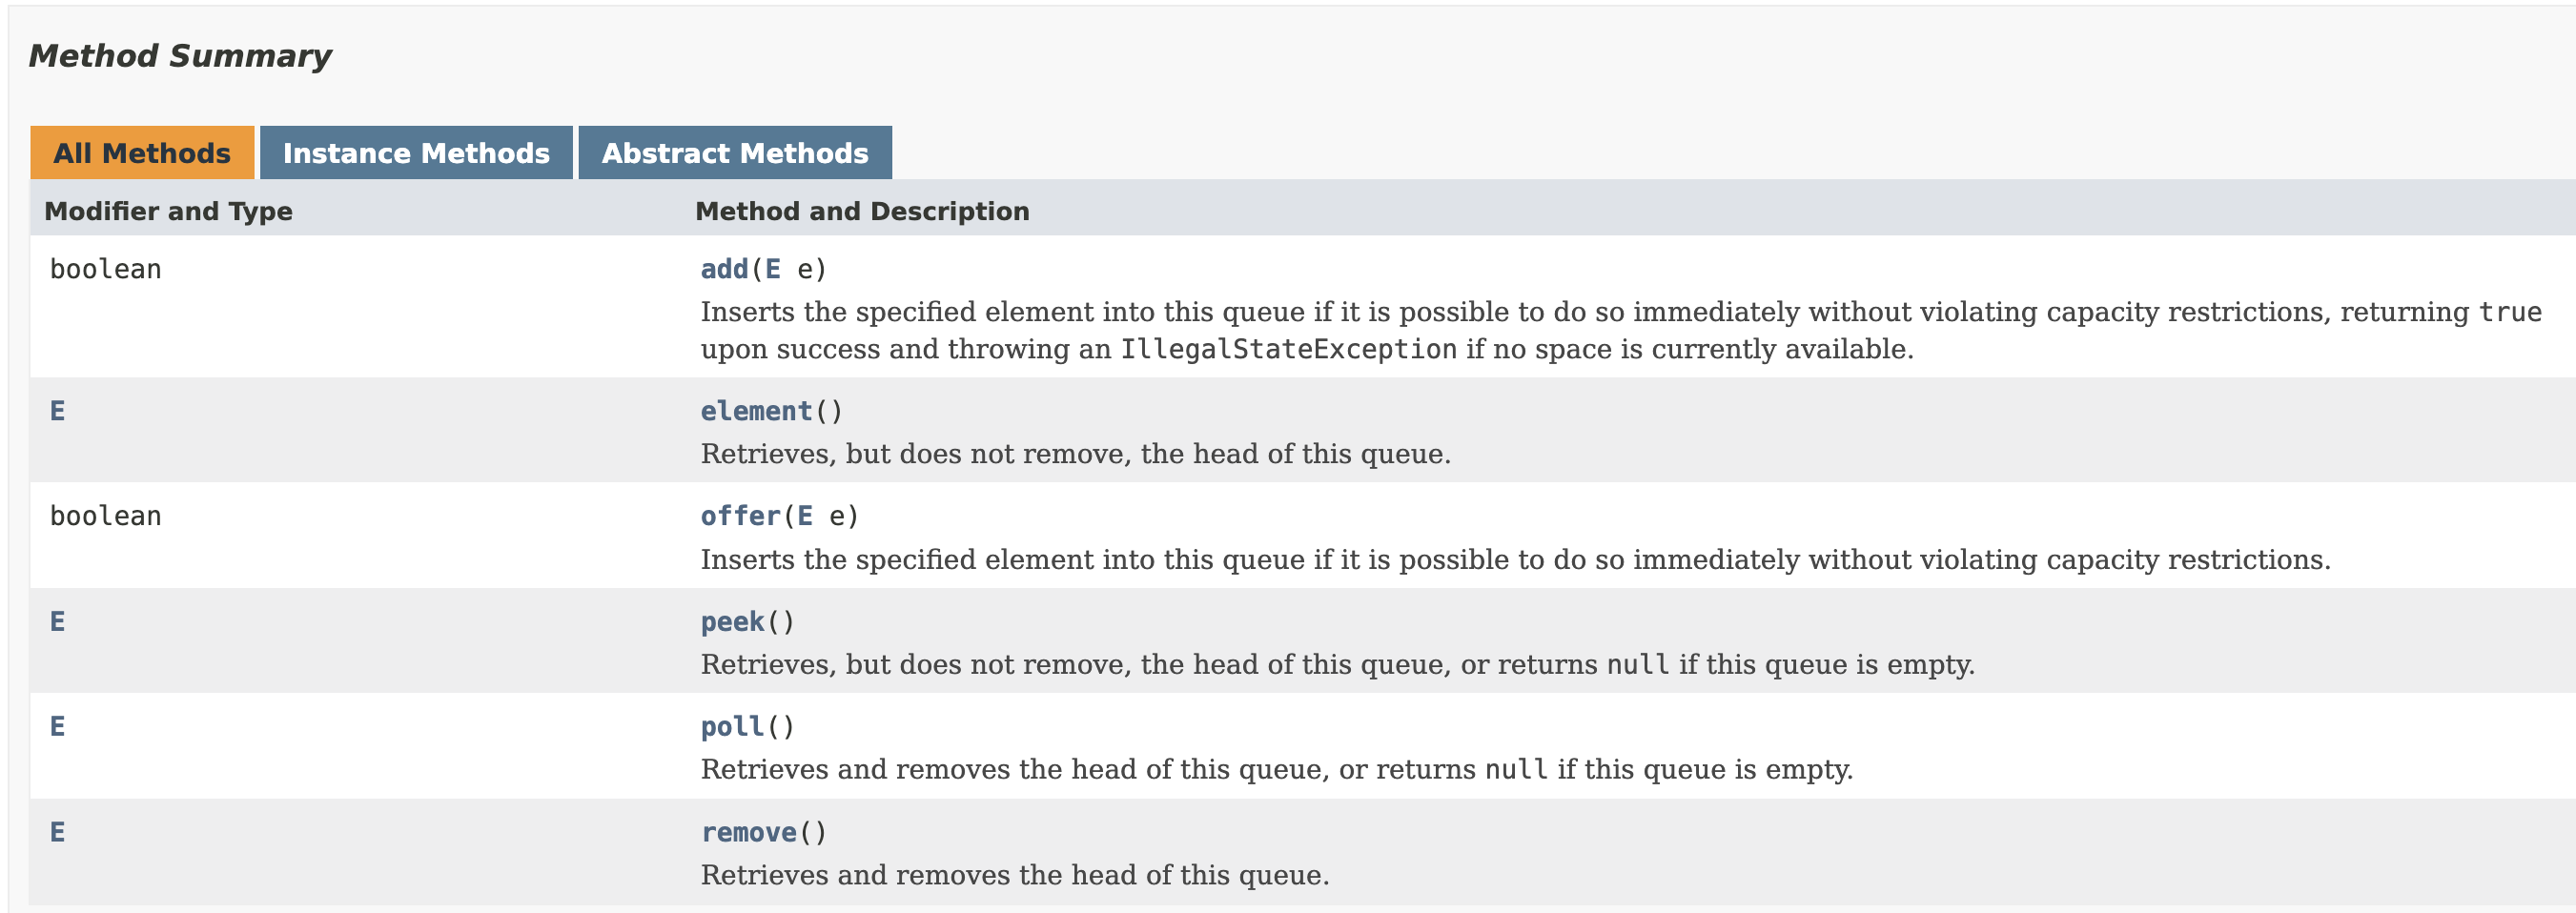 Method Summary
All Methods Instance Methods Abstract Methods
Modifier and Type Method and Description
boolean add(E e)
Inserts the specified element into this queue if it is possible to do so immediately without violating capacity restrictions, returning true
upon success and throwing an IllegalStateException if no space is currently available.
E element()
Retrieves, but does not remove, the head of this queue.
boolean offer(E e)
Inserts the specified element into this queue if it is possible to do so immediately without violating capacity restrictions.
E peek()
Retrieves, but does not remove, the head of this queue, or returns null if this queue is empty.
E poll()
Retrieves and removes the head of this queue, or returns null if this queue is empty.
E remove()
Retrieves and removes the head of this queue.